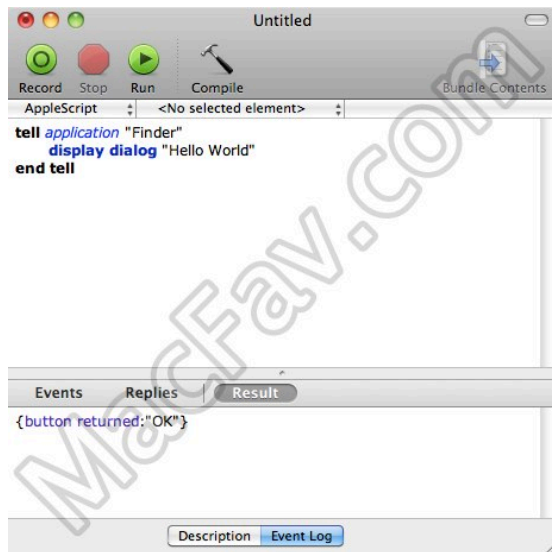 Untitled
Record Stop Run Compile Bundle Contents
AppleScript <No selected element>
tell application "Finder"
display dialog "Hello World"
end tell
Events Replies Result
{button returned:"OK"}
Description Event Log
MacFav.com